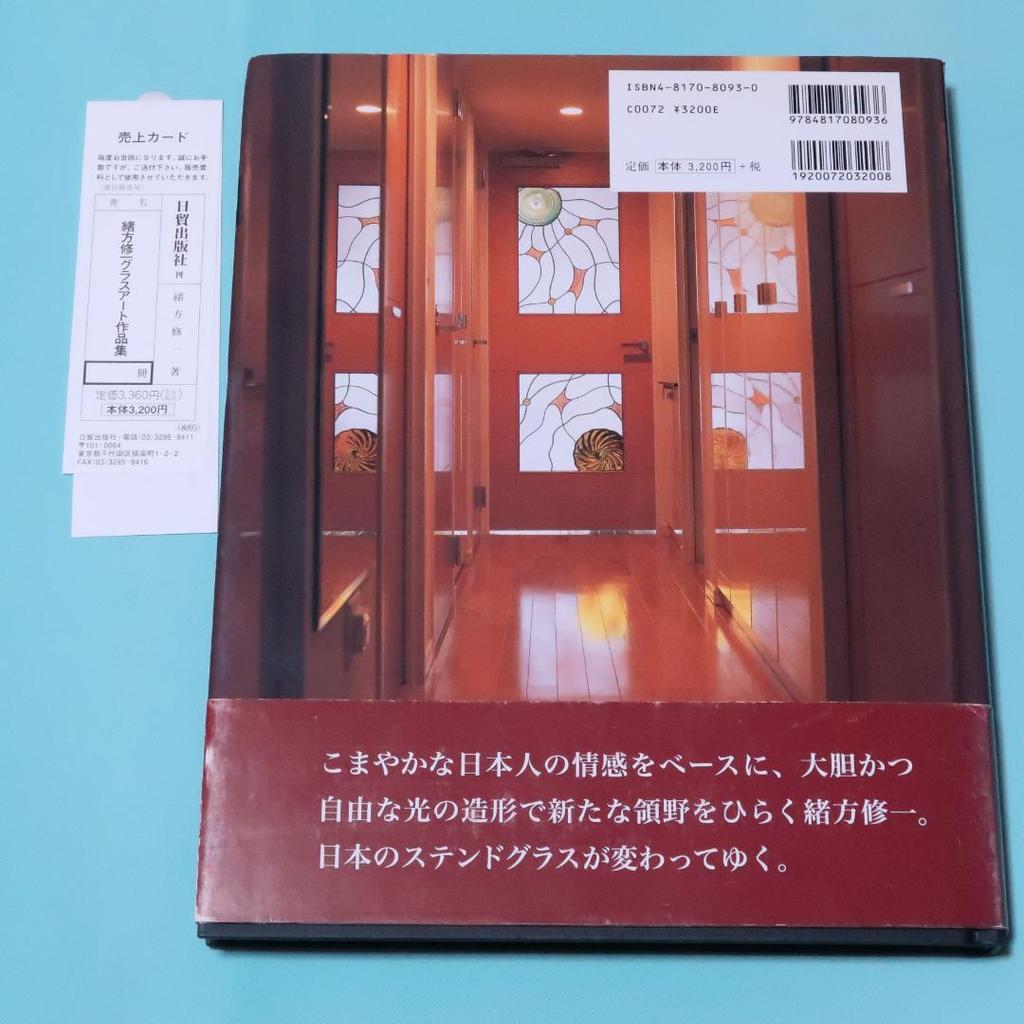 売上カード
毎度お世話になります。誠にお手
数ですが、ご送付下さい。販売資
料として使用させていただきます。
書名
日貿出版社 刊
緒方修一 著
緒方修一グラスアート作品集
冊
定価3,360円
本体3,200円
(8093)
日貿出版社・電話(03)3295-8411
〒101-0064
東京都千代田区猿楽町1-2-2
FAX(03)3295-8416
ISBN4-8170-8093-0
C0072 ¥3200E
9784817080936
定価 本体 3,200円 +税
1920072032008
こまやかな日本人の情感をベースに、大胆かつ
自由な光の造形で新たな領野をひらく緒方修一。
日本のステンドグラスが変わってゆく。